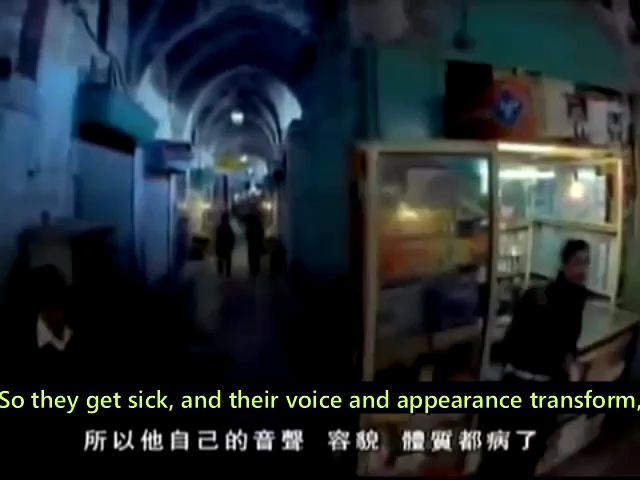 So they get sick, and their voice and appearance transform,
所以他自己的音聲 容貌 體質都病了